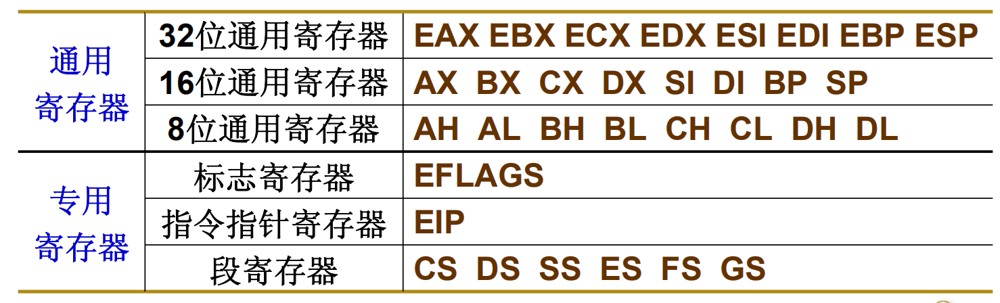 通用
寄存器
32位通用寄存器 EAX EBX ECX EDX ESI EDI EBP ESP
16位通用寄存器 AX BX CX DX SI DI BP SP
8位通用寄存器 AH AL BH BL CH CL DH DL
专用
寄存器
标志寄存器 EFLAGS
指令指针寄存器 EIP
段寄存器 CS DS SS ES FS GS